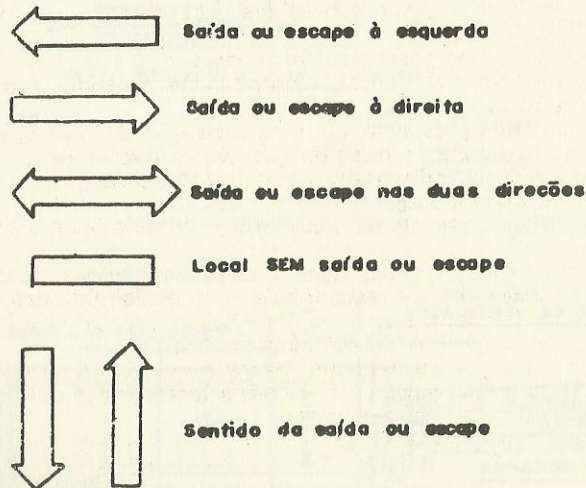 Saída ou escape à esquerda
Saída ou escape à direita
Saída ou escape nas duas direcões
Local SEM saída ou escape
Sentido da saída ou escape